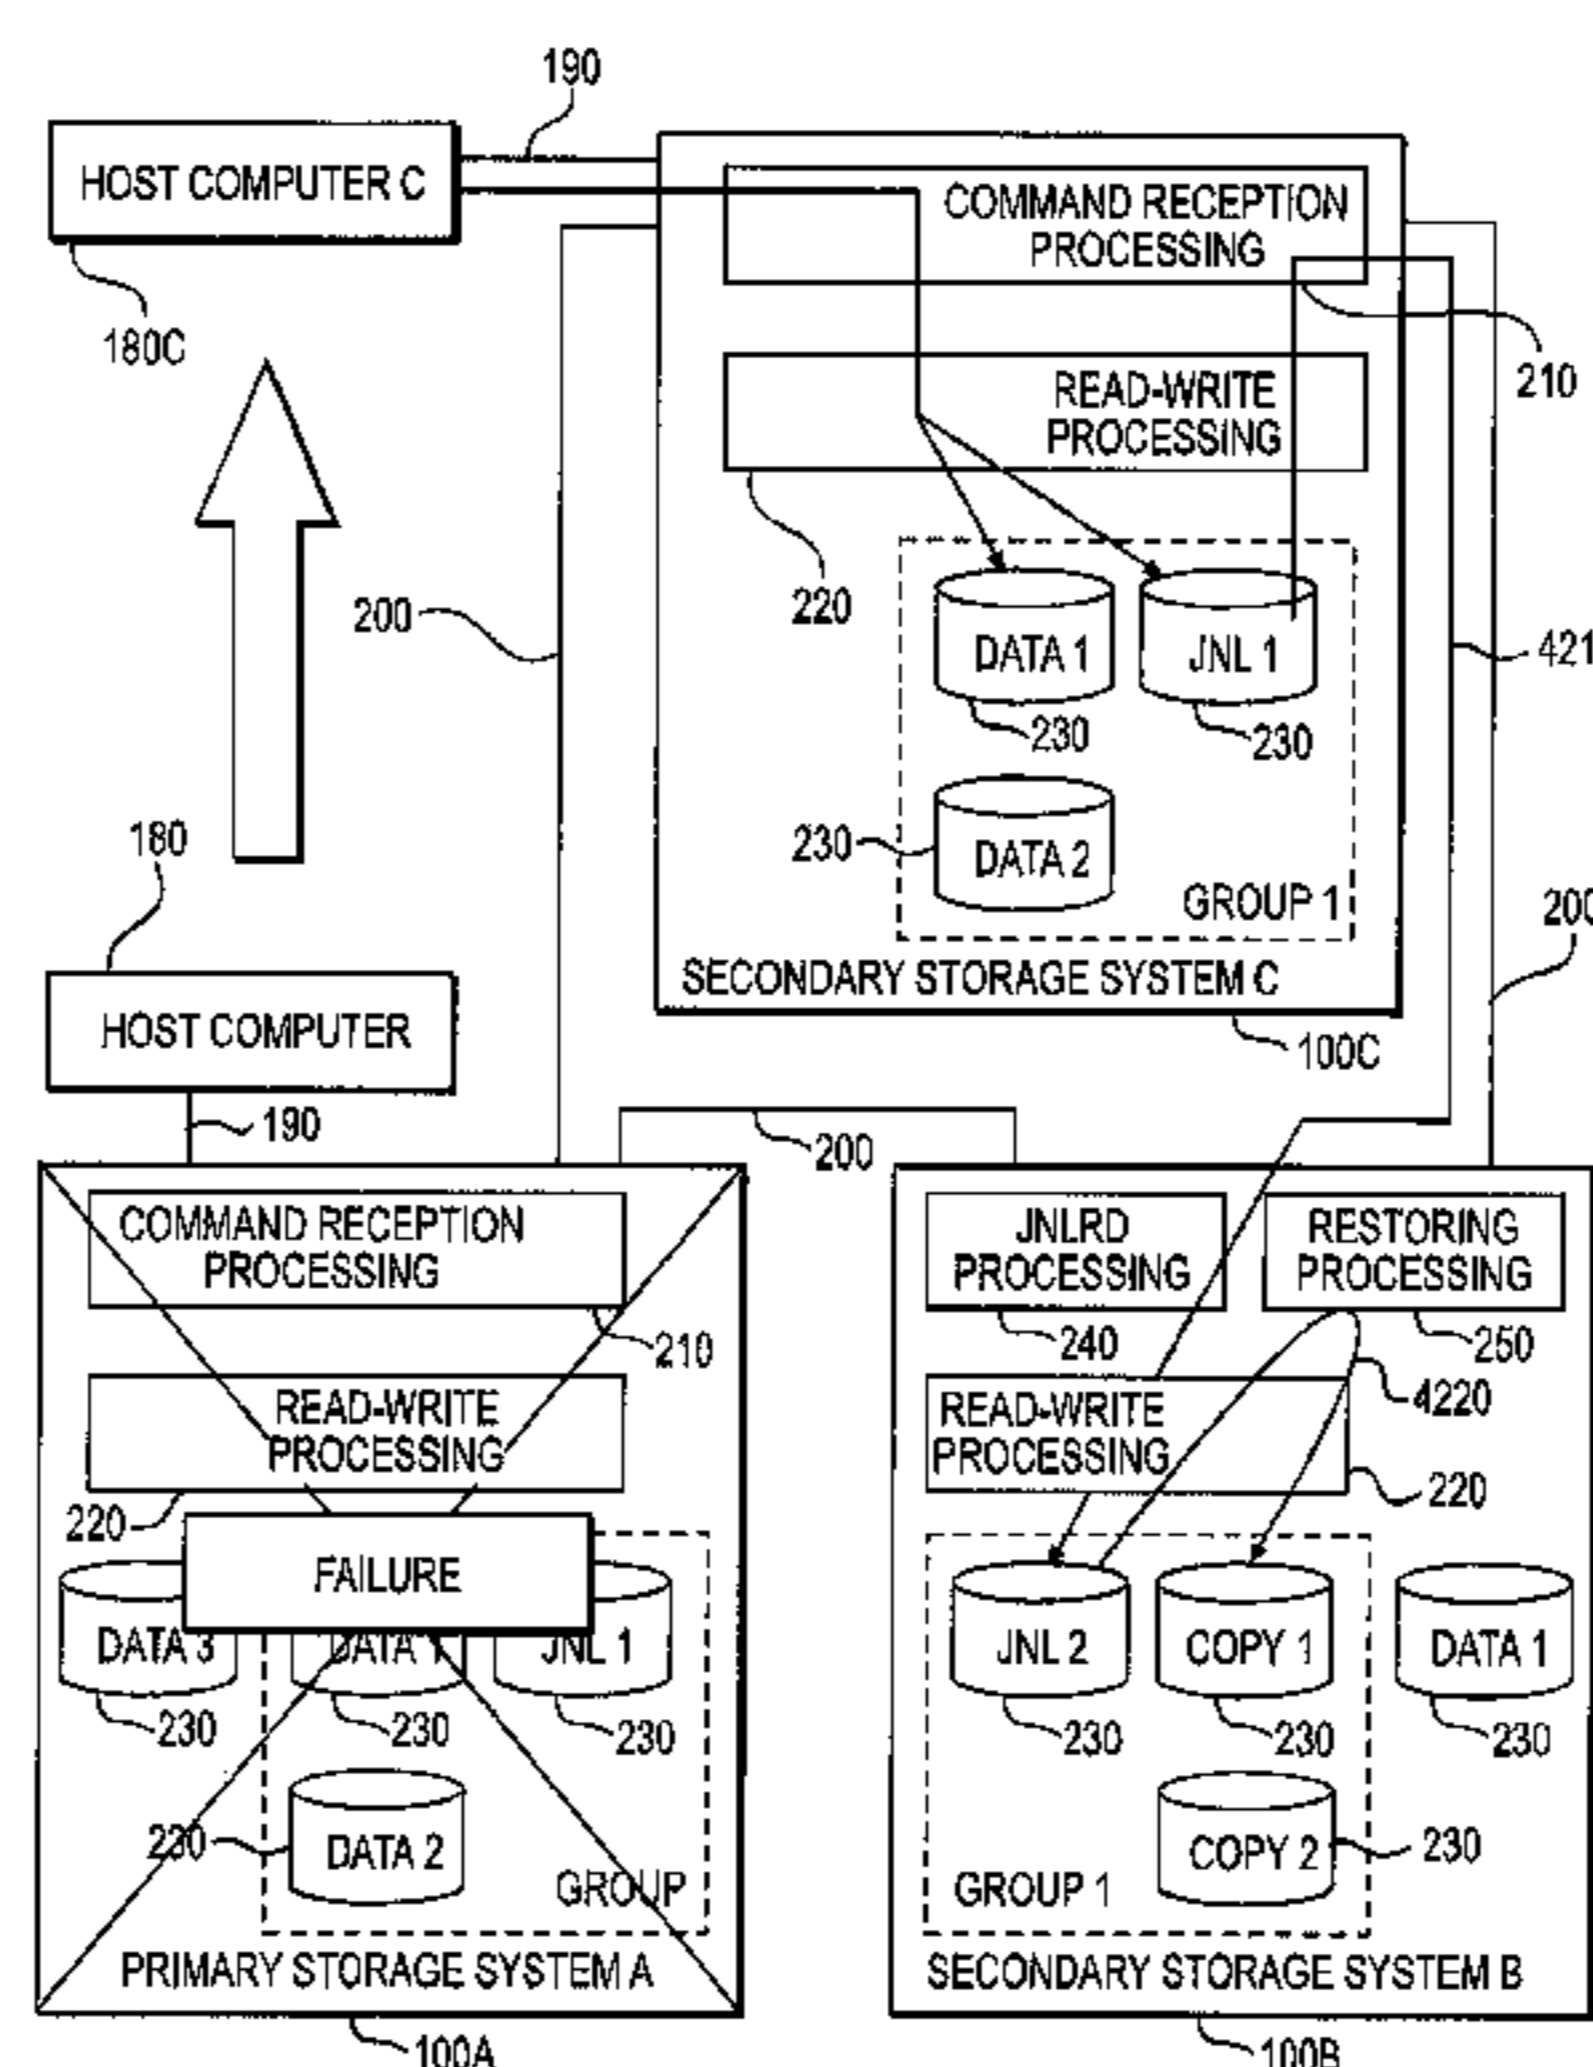 190
HOST COMPUTER C
180C
COMMAND RECEPTION
PROCESSING
210
READ-WRITE
PROCESSING
220
200
DATA 1
JNL 1
421
230
230
230
DATA 2
GROUP 1
200
SECONDARY STORAGE SYSTEM C
100C
180
HOST COMPUTER
190
200
COMMAND RECEPTION
PROCESSING
210
READ-WRITE
PROCESSING
220
FAILURE
DATA 3
DATA 1
JNL 1
230
230
230
230
DATA 2
GROUP
PRIMARY STORAGE SYSTEM A
100A
JNLRD
PROCESSING
240
RESTORING
PROCESSING
250
4220
READ-WRITE
PROCESSING
220
JNL 2
COPY 1
DATA 1
230
230
230
COPY 2
230
GROUP 1
SECONDARY STORAGE SYSTEM B
100B